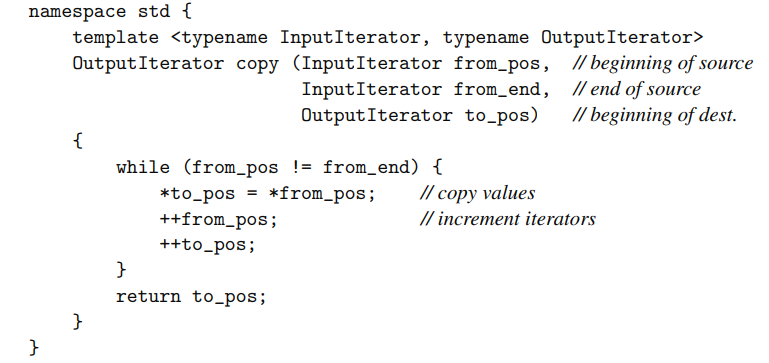 namespace std {
    template <typename InputIterator, typename OutputIterator>
    OutputIterator copy (InputIterator from_pos,  // beginning of source
                         InputIterator from_end,  // end of source
                         OutputIterator to_pos)   // beginning of dest.
    {
        while (from_pos != from_end) {
            *to_pos = *from_pos;    // copy values
            ++from_pos;             // increment iterators
            ++to_pos;
        }
        return to_pos;
    }
}